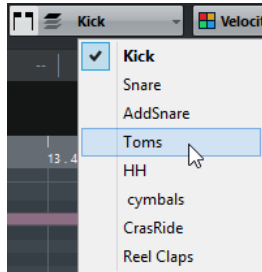 Kick Velocit
--
Kick
Snare
AddSnare
Toms
13.4
HH
cymbals
CrasRide
Reel Claps